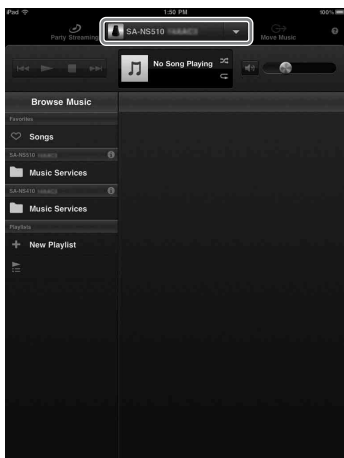 iPad 1:50 PM 100%
Party Streaming
SA-NS510
Move Music
No Song Playing
Browse Music
Favorites
Songs
SA-NS510
Music Services
SA-NS410
Music Services
Playlists
New Playlist